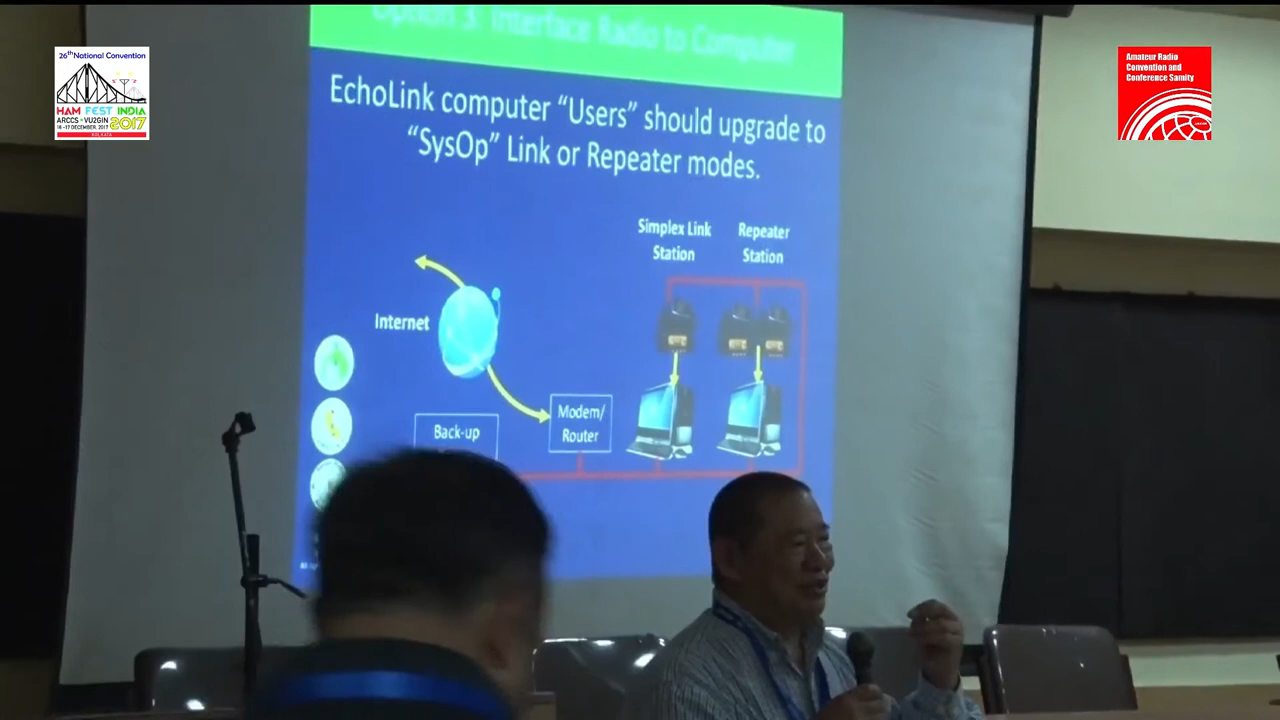 26th National Convention
HAM FEST INDIA
ARCCS + VU2GIN
16 - 17 DECEMBER, 2017
2017
KOLKATA
Amateur Radio
Convention and
Conference Samity
Option 3: Interface Radio to Computer
EchoLink computer “Users” should upgrade to
“SysOp” Link or Repeater modes.
Simplex Link
Station
Repeater
Station
Internet
Modem/
Router
Back-up